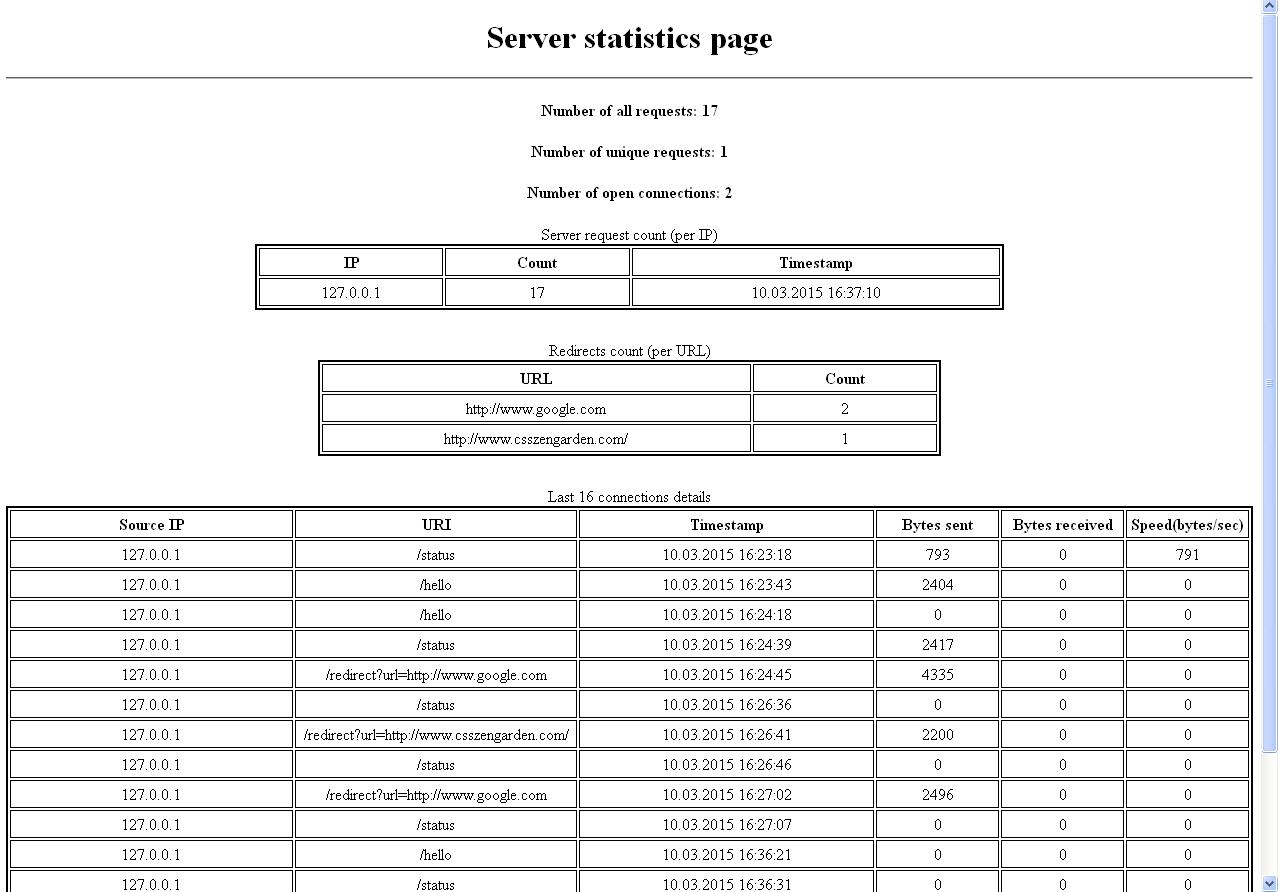 Server statistics page
Number of all requests: 17
Number of unique requests: 1
Number of open connections: 2
Server request count (per IP)
IP Count Timestamp
127.0.0.1 17 10.03.2015 16:37:10
Redirects count (per URL)
URL Count
http://www.google.com 2
http://www.csszengarden.com/ 1
Last 16 connections details
Source IP URI Timestamp Bytes sent Bytes received Speed(bytes/sec)
127.0.0.1 /status 10.03.2015 16:23:18 793 0 791
127.0.0.1 /hello 10.03.2015 16:23:43 2404 0 0
127.0.0.1 /hello 10.03.2015 16:24:18 0 0 0
127.0.0.1 /status 10.03.2015 16:24:39 2417 0 0
127.0.0.1 /redirect?url=http://www.google.com 10.03.2015 16:24:45 4335 0 0
127.0.0.1 /status 10.03.2015 16:26:36 0 0 0
127.0.0.1 /redirect?url=http://www.csszengarden.com/ 10.03.2015 16:26:41 2200 0 0
127.0.0.1 /status 10.03.2015 16:26:46 0 0 0
127.0.0.1 /redirect?url=http://www.google.com 10.03.2015 16:27:02 2496 0 0
127.0.0.1 /status 10.03.2015 16:27:07 0 0 0
127.0.0.1 /hello 10.03.2015 16:36:21 0 0 0
127.0.0.1 /status 10.03.2015 16:36:31 0 0 0